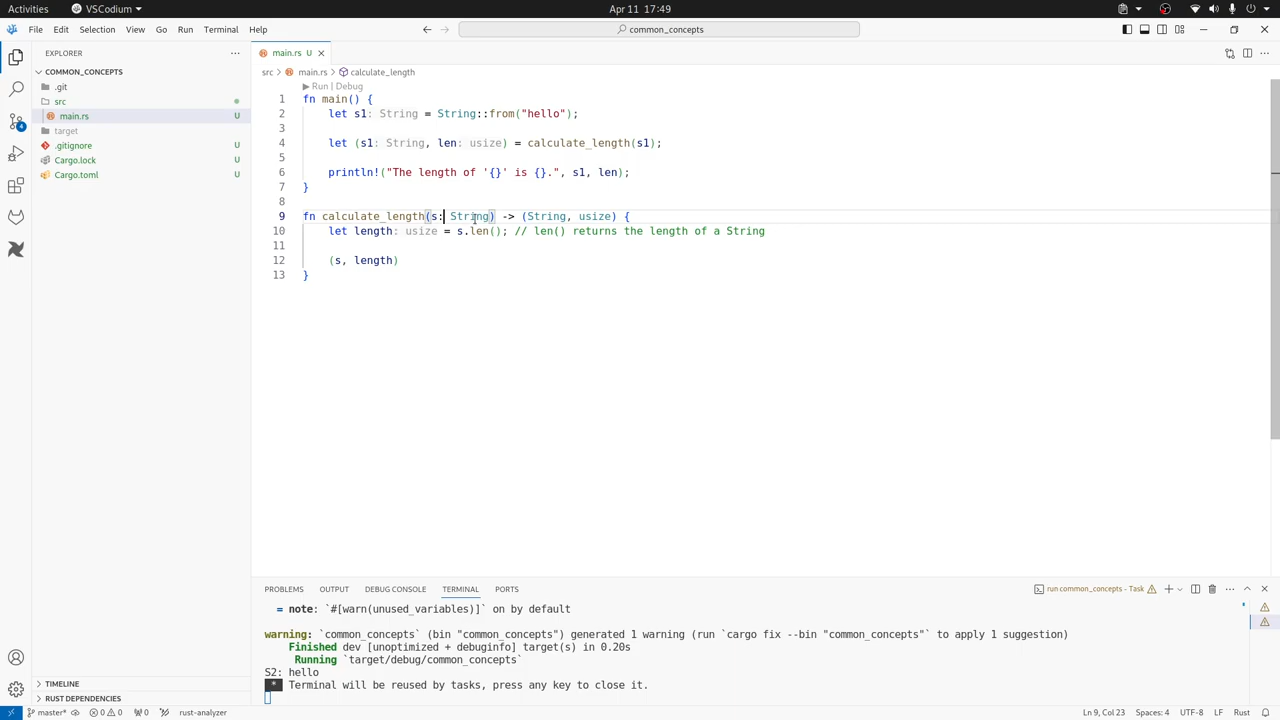 Activities VSCodium Apr 11 17:49
File Edit Selection View Go Run Terminal Help common_concepts
EXPLORER
COMMON_CONCEPTS
.git
src
main.rs U
target
.gitignore U
Cargo.lock U
Cargo.toml U
TIMELINE
RUST DEPENDENCIES
4
main.rs U
src > main.rs > calculate_length
Run | Debug
1 fn main() {
2 let s1: String = String::from("hello");
3
4 let (s1: String, len: usize) = calculate_length(s1);
5
6 println!("The length of '{}' is {}.", s1, len);
7 }
8
9 fn calculate_length(s: String) -> (String, usize) {
10 let length: usize = s.len(); // len() returns the length of a String
11
12 (s, length)
13 }
PROBLEMS OUTPUT DEBUG CONSOLE TERMINAL PORTS run common_concepts - Task
= note: `#[warn(unused_variables)]` on by default
warning: `common_concepts` (bin "common_concepts") generated 1 warning (run `cargo fix --bin "common_concepts"` to apply 1 suggestion)
Finished dev [unoptimized + debuginfo] target(s) in 0.20s
Running `target/debug/common_concepts`
S2: hello
* Terminal will be reused by tasks, press any key to close it.
master* 0 0 0 rust-analyzer Ln 9, Col 23 Spaces: 4 UTF-8 LF Rust